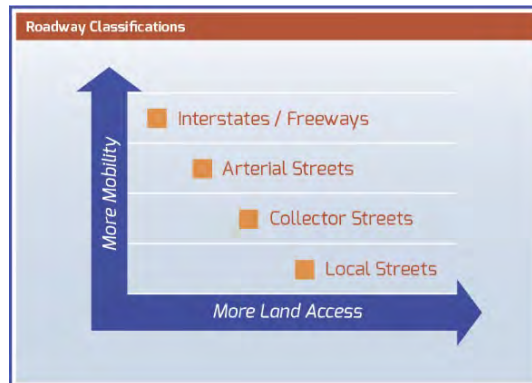 Roadway Classifications
More Mobility
Interstates / Freeways
Arterial Streets
Collector Streets
Local Streets
More Land Access